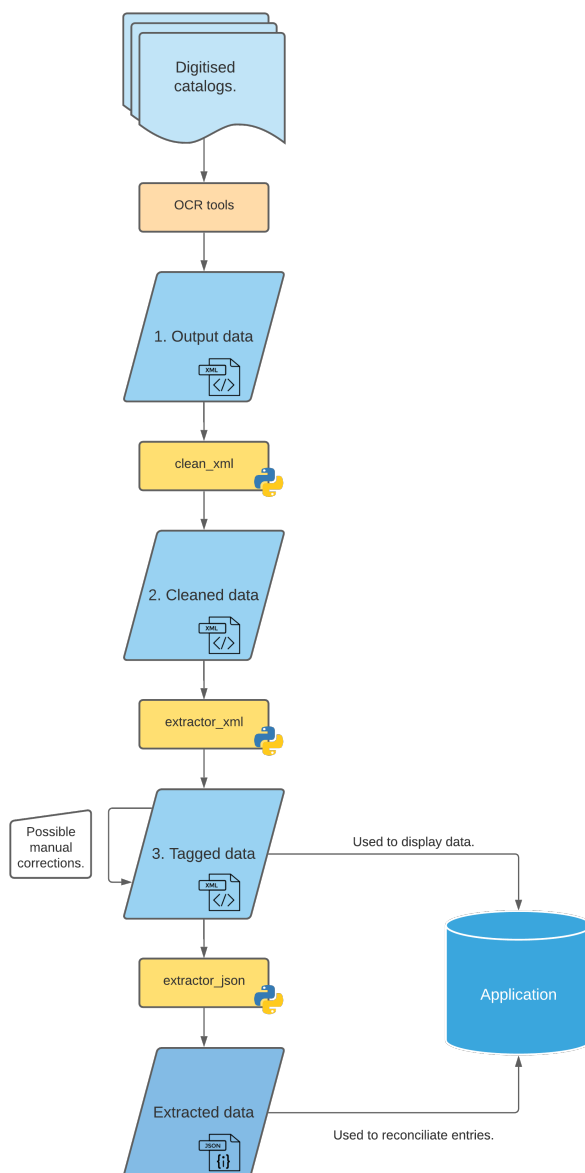 Digitised
catalogs.
OCR tools
1. Output data
XML
</>
clean_xml
2. Cleaned data
XML
</>
extractor_xml
Possible
manual
corrections.
3. Tagged data
XML
</>
Used to display data.
extractor_json
Application
Extracted data
JSON
{i}
Used to reconciliate entries.